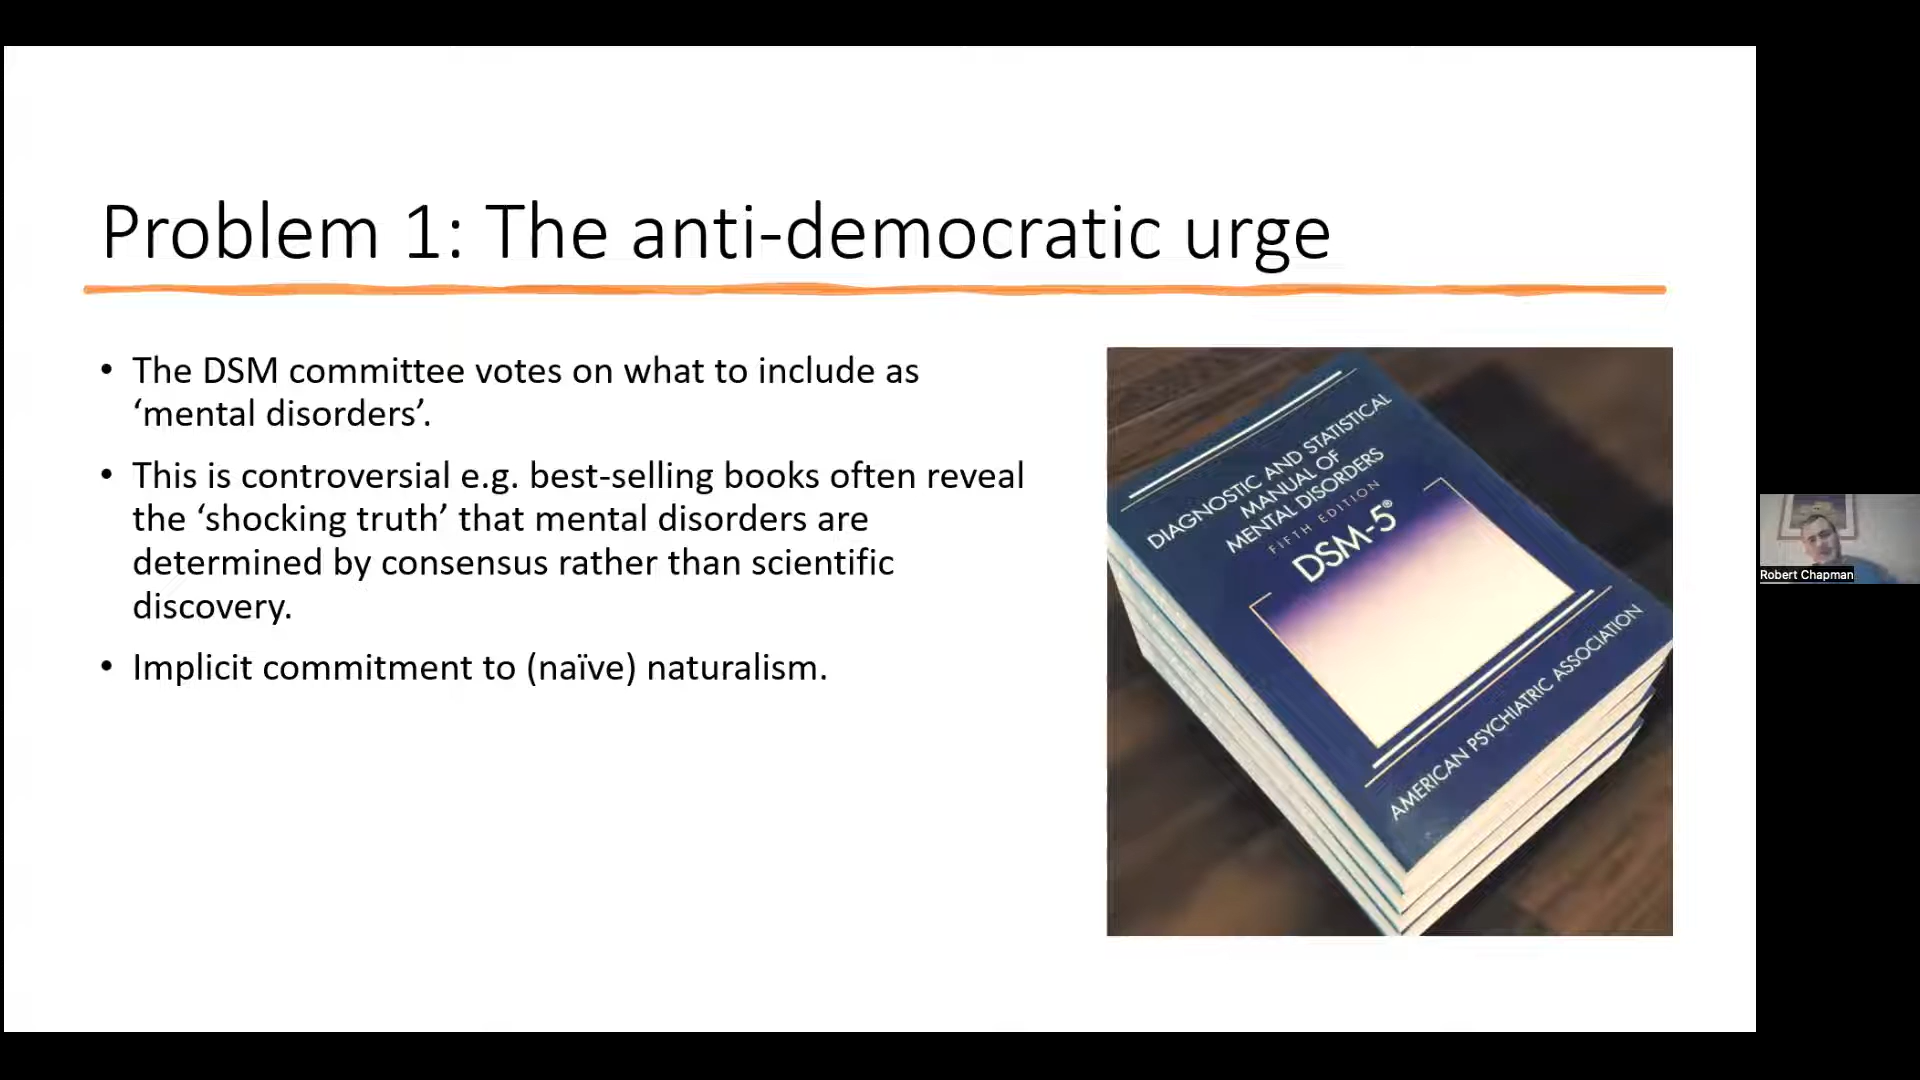 Problem 1: The anti-democratic urge
• The DSM committee votes on what to include as
‘mental disorders’.
• This is controversial e.g. best-selling books often reveal
the ‘shocking truth’ that mental disorders are
determined by consensus rather than scientific
discovery.
• Implicit commitment to (naïve) naturalism.
DIAGNOSTIC AND STATISTICAL
MANUAL OF
MENTAL DISORDERS
FIFTH EDITION
DSM-5®
AMERICAN PSYCHIATRIC ASSOCIATION
Robert Chapman